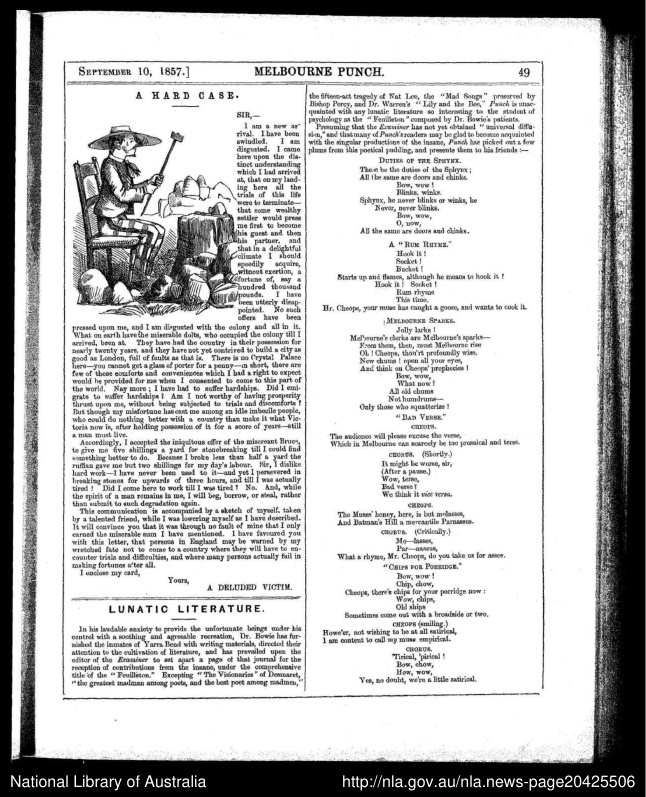 SEPTEMBER 10, 1857.] MELBOURNE PUNCH. 49
A HARD CASE.
SIR,—
I am a new ar-
rival. I have been
swindled. I am
disgusted. I came
here upon the dis-
tinct understanding
which I had arrived
at, that on my land-
ing here all the
trials of this life
were to terminate—
that some wealthy
settler would press
me first to become
his guest and then
his partner, and
that in a delightful
climate I should
speedily acquire,
without exertion, a
fortune of, say a
hundred thousand
pounds. I have
been utterly disap-
pointed. No such
offers have been
pressed upon me, and I am disgusted with the colony and all in it.
What on earth have the miserable dolts, who occupied the colony till I
arrived, been at. They have had the country in their possession for
nearly twenty years, and they have not yet contrived to build a city as
good as London, full of faults as that is. There is no Crystal Palace
here—you cannot get a glass of porter for a penny—in short, there are
few of those comforts and conveniences which I had a right to expect
would be provided for me when I consented to come to this part of
the world. Nay more; I have had to suffer hardships. Did I emi-
grate to suffer hardships? Am I not worthy of having prosperity
thrust upon me, without being subjected to trials and discomforts?
But though my misfortune has cast me among an idle imbecile people,
who could do nothing better with a country than make it what Vic-
toria now is, after holding possession of it for a score of years—still
a man must live.
Accordingly, I accepted the iniquitous offer of the miscreant Bruce,
to give me five shillings a yard for stonebreaking till I could find
something better to do. Because I broke less than half a yard the
ruffian gave me but two shillings for my day's labour. Sir, I dislike
hard work—I have never been used to it—and yet I persevered in
breaking stones for upwards of three hours, and till I was actually
tired! Did I come here to work till I was tired? No. And, while
the spirit of a man remains in me, I will beg, borrow, or steal, rather
than submit to such degradation again.
This communication is accompanied by a sketch of myself, taken
by a talented friend, while I was lowering myself as I have described.
It will convince you that it was through no fault of mine that I only
earned the miserable sum I have mentioned. I have favoured you
with this letter, that persons in England may be warned by my
wretched fate not to come to a country where they will have to en-
counter trials and difficulties, and where many persons actually fail in
making fortunes after all.
I enclose my card,
Yours,
A DELUDED VICTIM.
LUNATIC LITERATURE.
In his laudable anxiety to provide the unfortunate beings under his
control with a soothing and agreeable recreation, Dr. Bowie has fur-
nished the inmates of Yarra Bend with writing materials, directed their
attention to the cultivation of literature, and has prevailed upon the
editor of the Examiner to set apart a page of that journal for the
reception of contributions from the insane, under the comprehensive
title of the "Feuilleton." Excepting "The Visionaries" of Desmaret,
"the greatest madman among poets, and the best poet among madmen,"
the fifteen-act tragedy of Nat Lee, the "Mad Songs" preserved by
Bishop Percy, and Dr. Warren's "Lily and the Bee," Punch is unac-
quainted with any lunatic literature so interesting to the student of
psychology as the "Feuilleton" composed by Dr. Bowie's patients.
Presuming that the Examiner has not yet obtained "universal diffu-
sion," and that many of Punch's readers may be glad to become acquainted
with the singular productions of the insane, Punch has picked out a few
plums from this poetical pudding, and presents them to his friends:—
DUTIES OF THE SPHYNX.
These be the duties of the Sphynx;
All the same are doors and chinks.
Bow, wow!
Blinks, winks.
Sphynx, he never blinks or winks, he
Never, never blinks.
Bow, wow,
O, now,
All the same are doors and chinks.
A "RUM RHYME."
Hook it!
Socket!
Bucket!
Starts up and flames, although he means to hook it!
Hook it! Socket!
Rum rhyme
This time.
Mr. Cheops, your muse has caught a goose, and wants to cook it.
MELBOURNE SPARKS.
Jolly larks!
Melbourne's clerks are Melbourne's sparks—
From them, then, must Melbourne rise
Oh! Cheops, thou'rt profoundly wise.
New chums! open all your eyes,
And think on Cheops' prophecies!
Bow, wow,
What now?
All old chums
Not humdrums—
Only those who squatterize!
"BAD VERSE."
CHEOPS.
The audience will please excuse the verse,
Which in Melbourne can scarcely be too prosaical and terse.
CHORUS. (Shortly.)
It might be worse, sir,
(After a pause.)
Wow, terse,
Bad verse!
We think it vice versa.
CHEOPS.
The Muses' honey, here, is but molasses,
And Batman's Hill a mercantile Parnassus.
CHORUS. (Critically.)
Mo—lasses,
Par—nassus,
What a rhyme, Mr. Cheops, do you take us for asses.
"CHIPS FOR PORRIDGE."
Bow, wow!
Chip, chow,
Cheops, there's chips for your porridge now:
Wow, chips,
Old ships
Sometimes come out with a broadside or two.
CHEOPS (smiling.)
Howe'er, not wishing to be at all satirical,
I am content to call my muse empirical.
CHORUS.
'Tirical, 'pirical!
Bow, chow,
How, wow,
Yes, no doubt, we're a little satirical.
National Library of Australia http://nla.gov.au/nla.news-page20425506